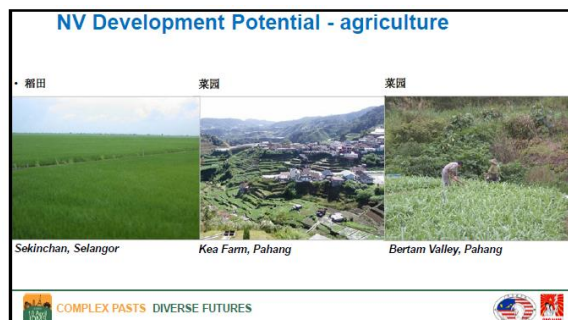 NV Development Potential - agriculture
• 稻田
菜园
菜园
Sekinchan, Selangor
Kea Farm, Pahang
Bertam Valley, Pahang
COMPLEX PASTS DIVERSE FUTURES